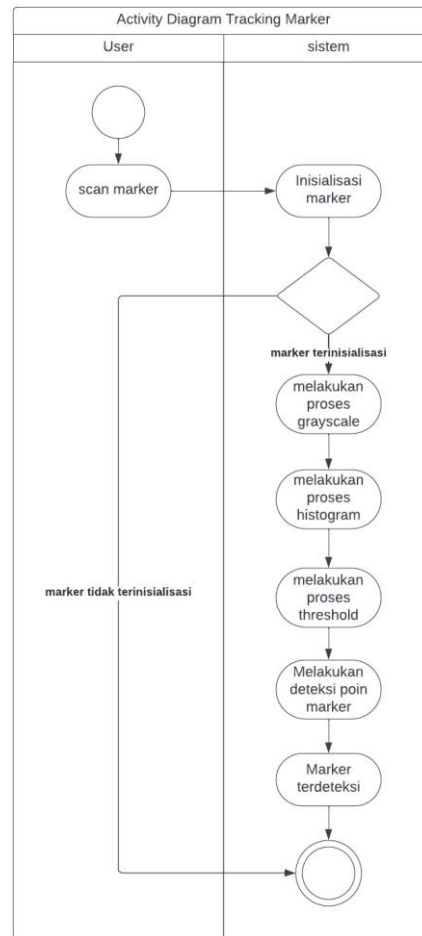 Activity Diagram Tracking Marker
User
sistem
scan marker
Inisialisasi
marker
marker terinisialisasi
melakukan
proses
grayscale
melakukan
proses
histogram
marker tidak terinisialisasi
melakukan
proses
threshold
Melakukan
deteksi poin
marker
Marker
terdeteksi